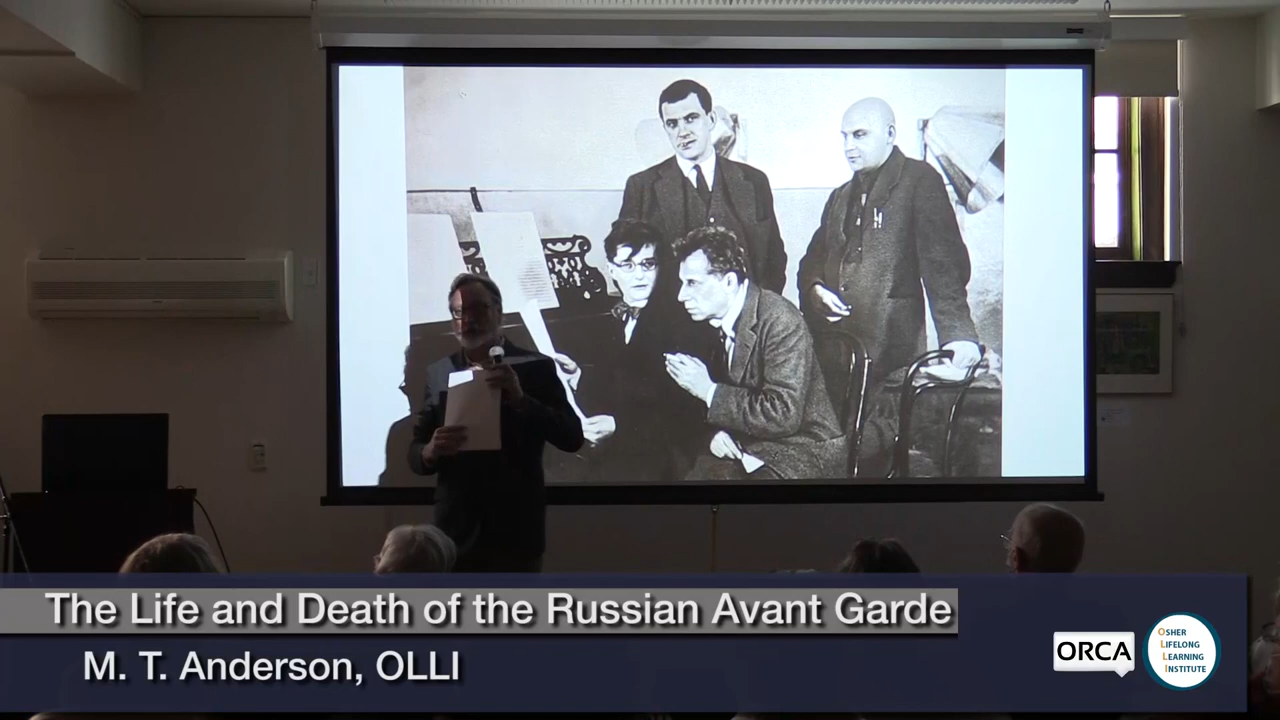 The Life and Death of the Russian Avant Garde
M. T. Anderson, OLLI
ORCA
OSHER
LIFELONG
LEARNING
INSTITUTE